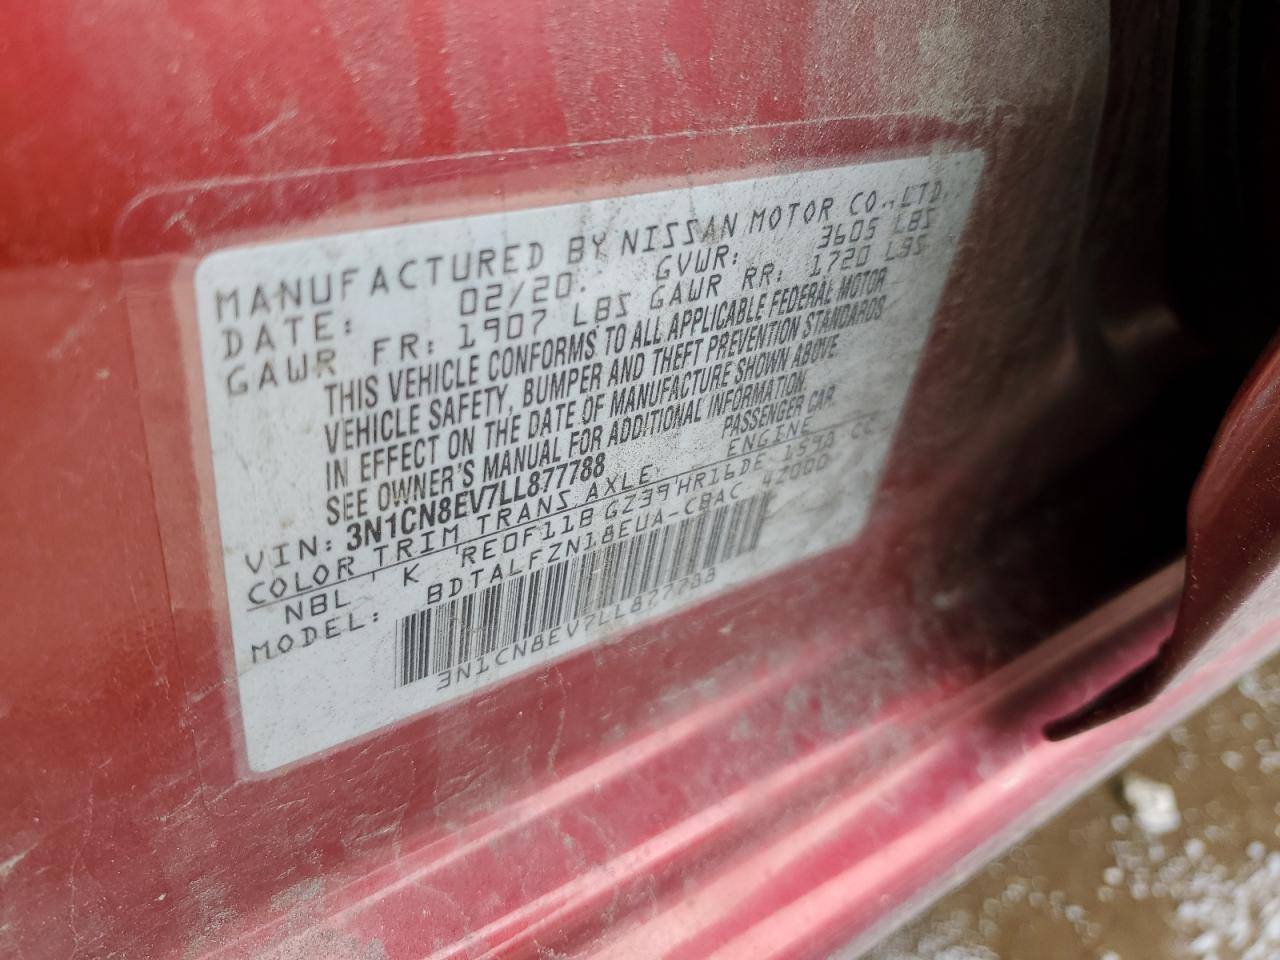 MANUFACTURED BY NISSAN MOTOR CO., LTD.
DATE: 02/20. GVWR: 3605 LBS
GAWR FR: 1907 LBS GAWR RR: 1720 LBS
THIS VEHICLE CONFORMS TO ALL APPLICABLE FEDERAL MOTOR
VEHICLE SAFETY, BUMPER AND THEFT PREVENTION STANDARDS
IN EFFECT ON THE DATE OF MANUFACTURE SHOWN ABOVE
SEE OWNER'S MANUAL FOR ADDITIONAL INFORMATION.
VIN: 3N1CN8EV7LL877788 PASSENGER CAR
COLOR TRIM TRANS AXLE ENGINE
NBL K RE0F11B GZ39 HR16DE 1598 CC
MODEL: BDTALFZN18EUA-CBAC 42000
3N1CN8EV7LL877788